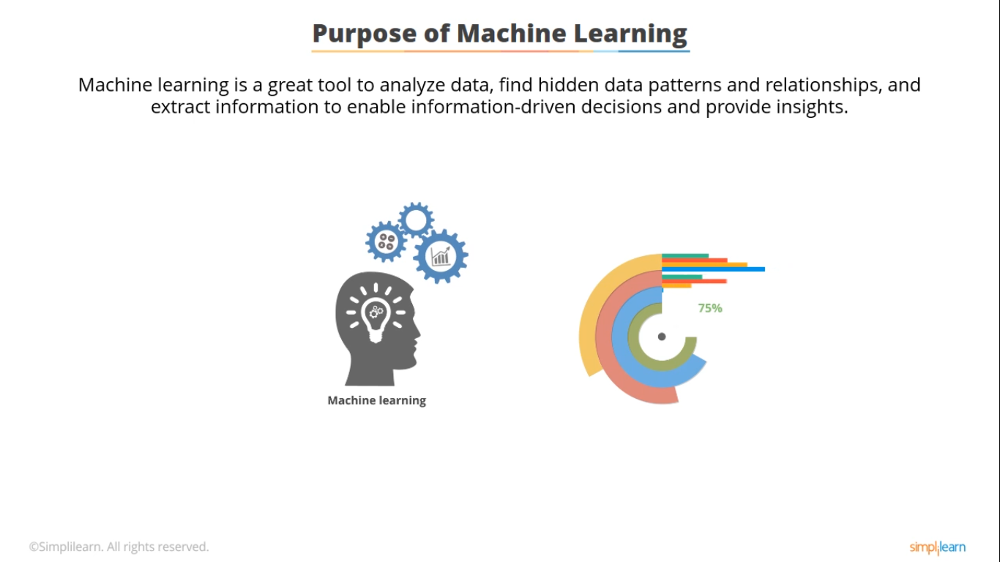 Purpose of Machine Learning
Machine learning is a great tool to analyze data, find hidden data patterns and relationships, and
extract information to enable information-driven decisions and provide insights.
75%
Machine learning
©Simplilearn. All rights reserved.
simplilearn